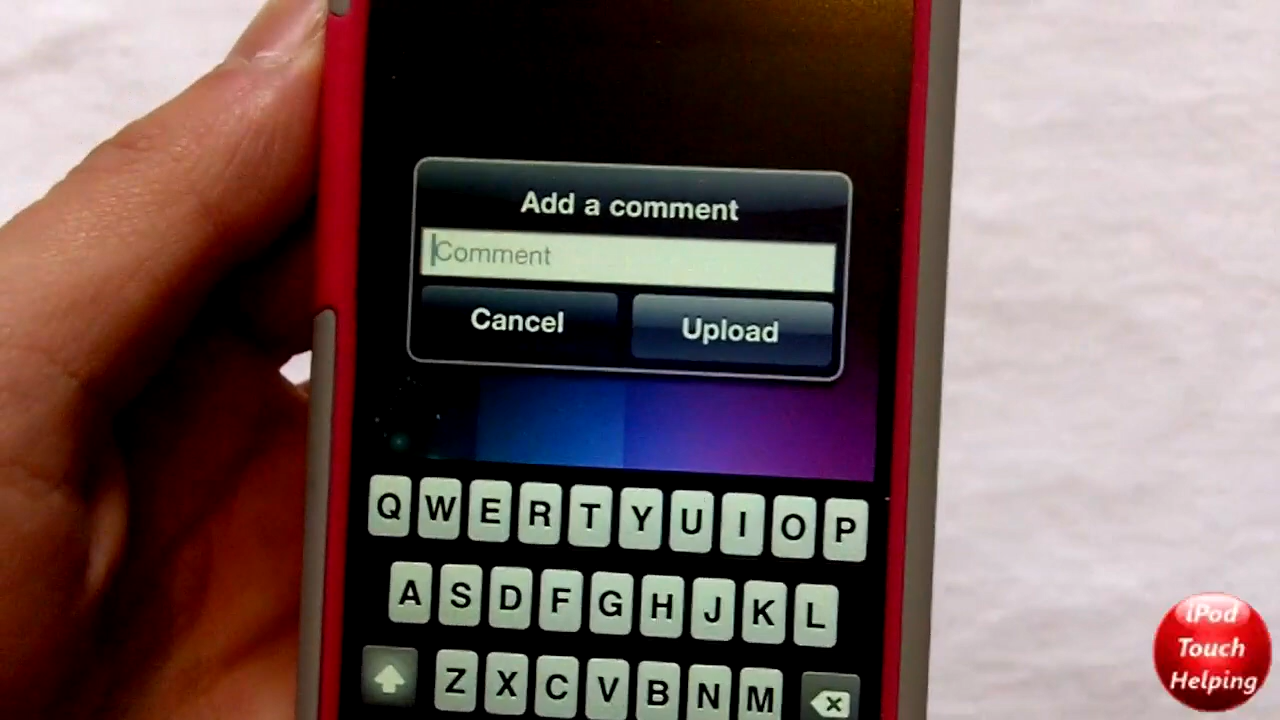 Add a comment
Comment
Cancel
Upload
Q W E R T Y U I O P
A S D F G H J K L
Z X C V B N M
iPod
Touch
Helping